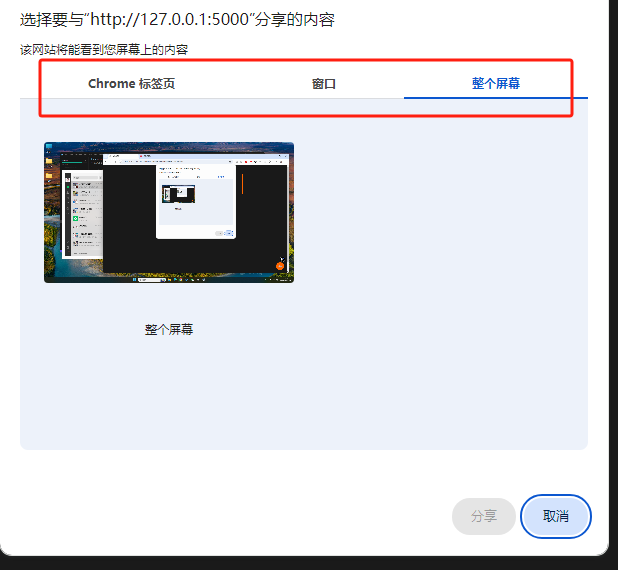 选择要与“http://127.0.0.1:5000”分享的内容
该网站将能看到您屏幕上的内容
Chrome 标签页
窗口
整个屏幕
整个屏幕
分享
取消